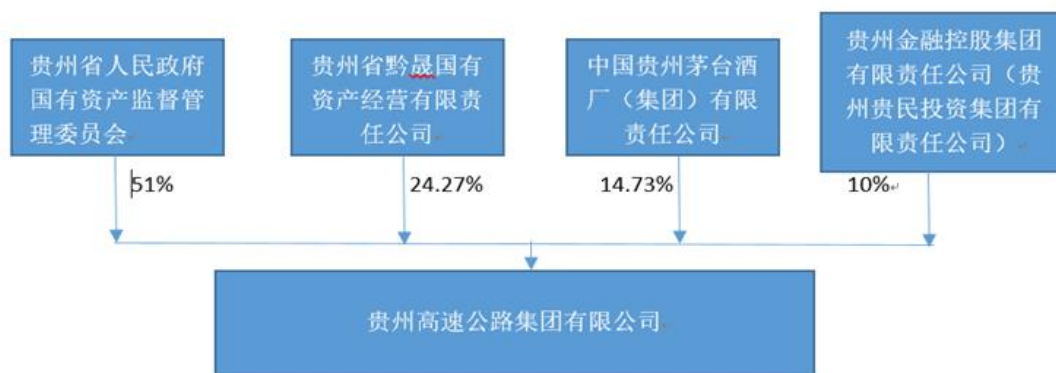 贵州省人民政府
国有资产监督管
理委员会
贵州省黔晟国有
资产经营有限责
任公司
中国贵州茅台酒
厂（集团）有限
责任公司
贵州金融控股集团
有限责任公司（贵
州贵民投资集团有
限责任公司）
51%
24.27%
14.73%
10%
贵州高速公路集团有限公司